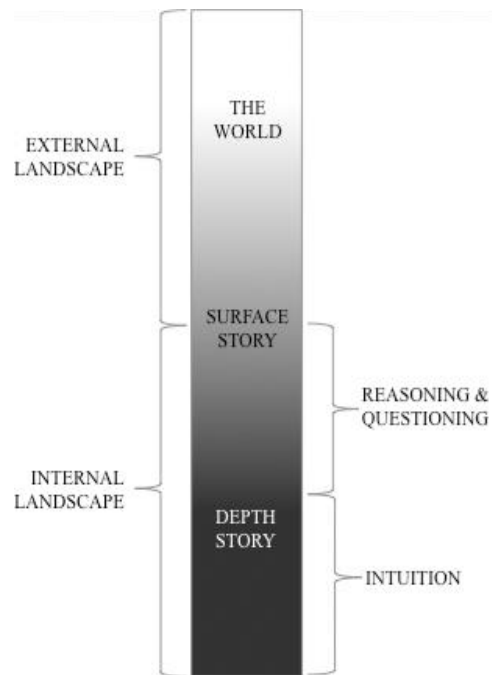 THE
WORLD
EXTERNAL
LANDSCAPE
SURFACE
STORY
REASONING &
QUESTIONING
INTERNAL
LANDSCAPE
DEPTH
STORY
INTUITION